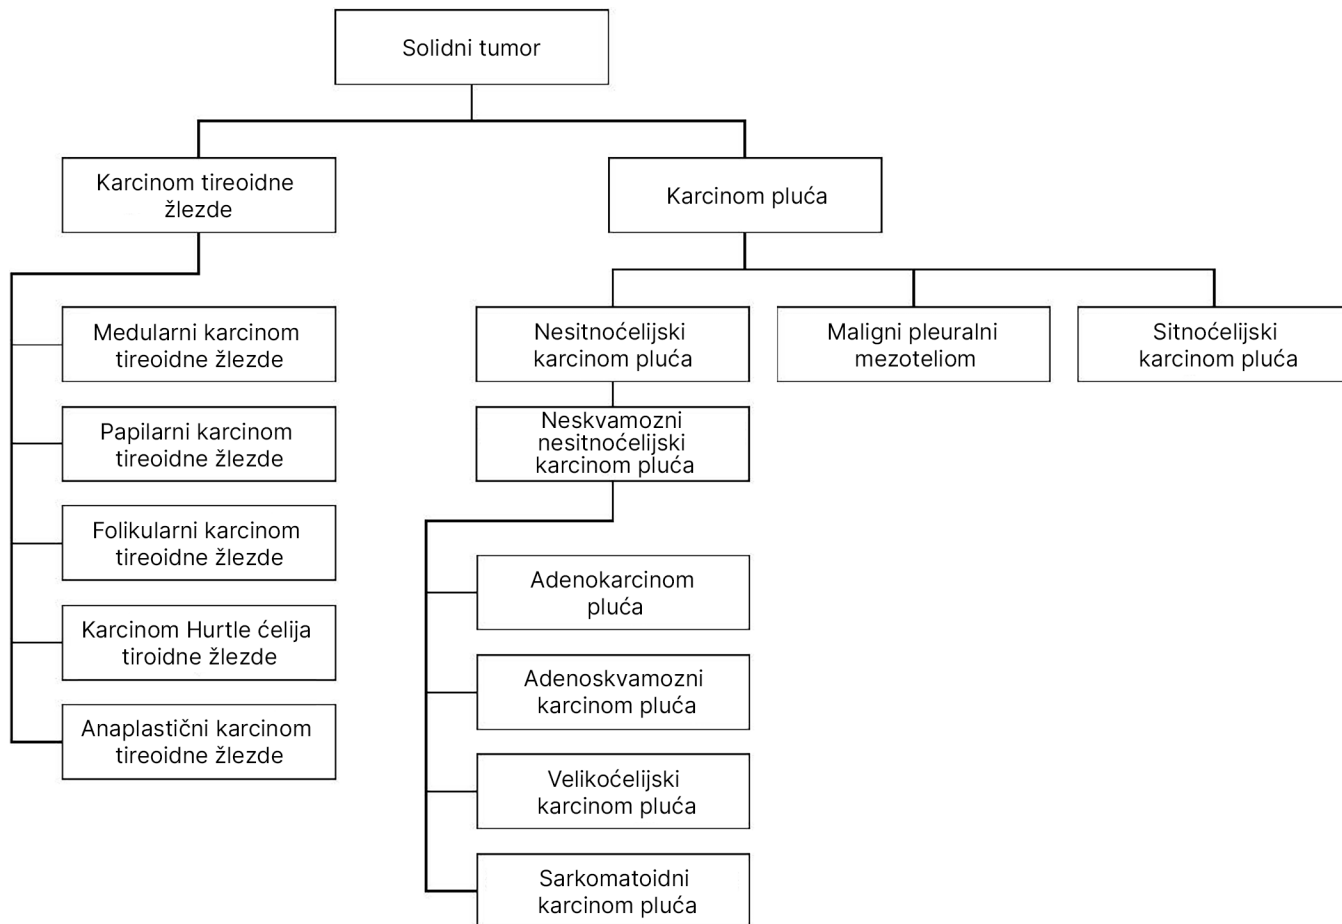 Solidni tumor
Karcinom tireoidne
žlezde
Karcinom pluća
Medularni karcinom
tireoidne žlezde
Papilarni karcinom
tireoidne žlezde
Folikularni karcinom
tireoidne žlezde
Karcinom Hurtle ćelija
tiroidne žlezde
Anaplastični karcinom
tireoidne žlezde
Nesitnoćelijski
karcinom pluća
Maligni pleuralni
mezoteliom
Sitnoćelijski
karcinom pluća
Neskvamozni
nesitnoćelijski
karcinom pluća
Adenokarcinom
pluća
Adenoskvamozni
karcinom pluća
Velikoćelijski
karcinom pluća
Sarkomatoidni
karcinom pluća